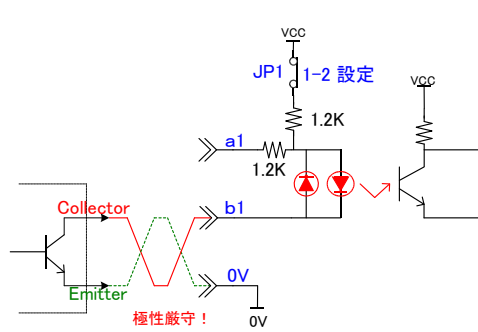 VCC
JP1 1-2 設定
VCC
1.2K
a1
1.2K
Collector
b1
0V
Emitter
極性厳守！
0V